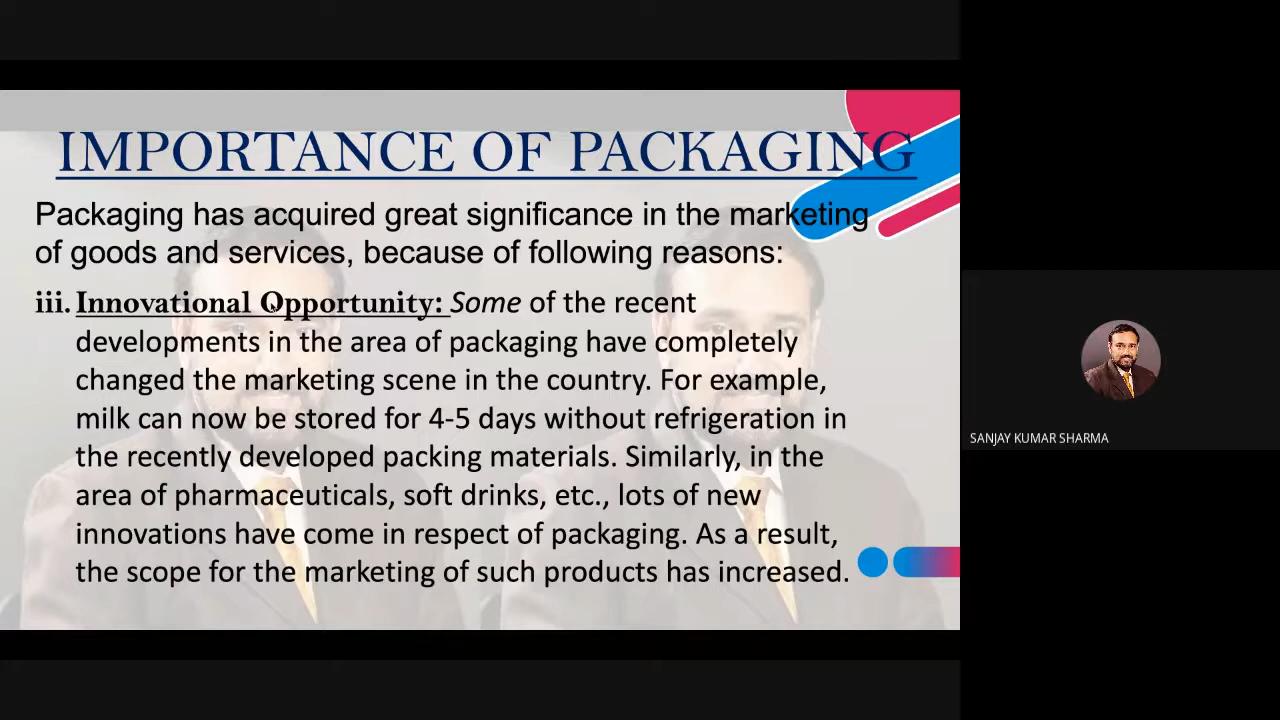 IMPORTANCE OF PACKAGING
Packaging has acquired great significance in the marketing
of goods and services, because of following reasons:
iii. Innovational Opportunity: Some of the recent
developments in the area of packaging have completely
changed the marketing scene in the country. For example,
milk can now be stored for 4-5 days without refrigeration in
the recently developed packing materials. Similarly, in the
area of pharmaceuticals, soft drinks, etc., lots of new
innovations have come in respect of packaging. As a result,
the scope for the marketing of such products has increased.
SANJAY KUMAR SHARMA